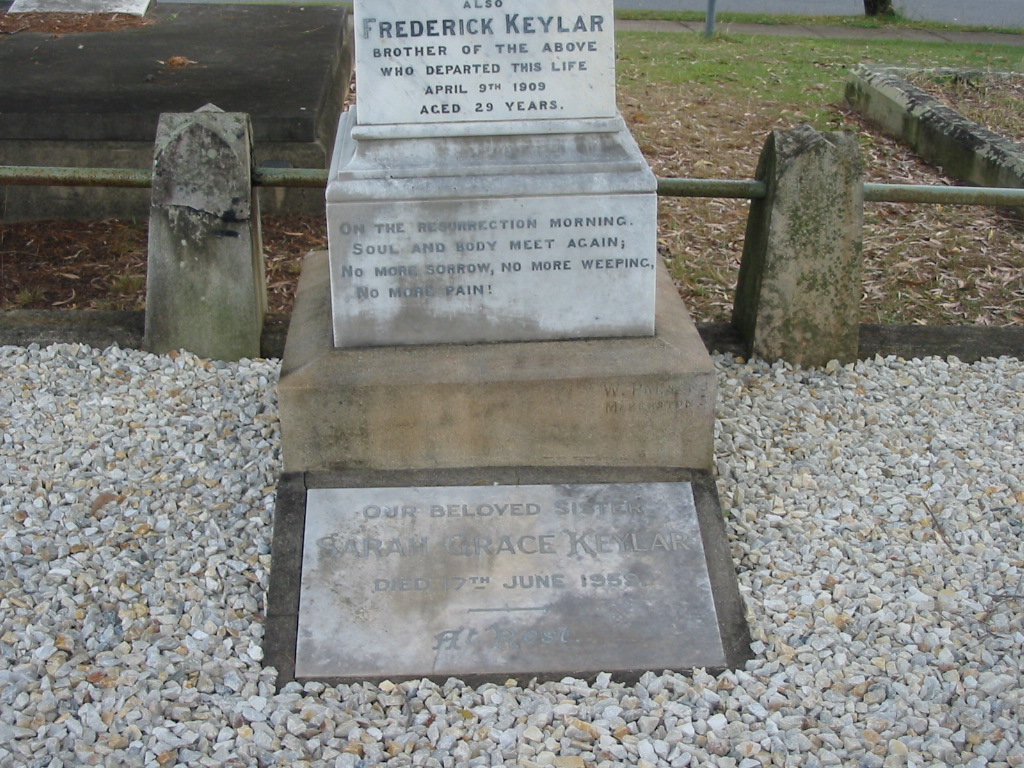 ALSO
FREDERICK KEYLAR
BROTHER OF THE ABOVE
WHO DEPARTED THIS LIFE
APRIL 9TH 1909
AGED 29 YEARS.
ON THE RESURRECTION MORNING.
SOUL AND BODY MEET AGAIN;
NO MORE SORROW, NO MORE WEEPING,
NO MORE PAIN!
W.
OUR BELOVED SISTER
SARAH GRACE KEYLAR
DIED 17TH JUNE
At Rest